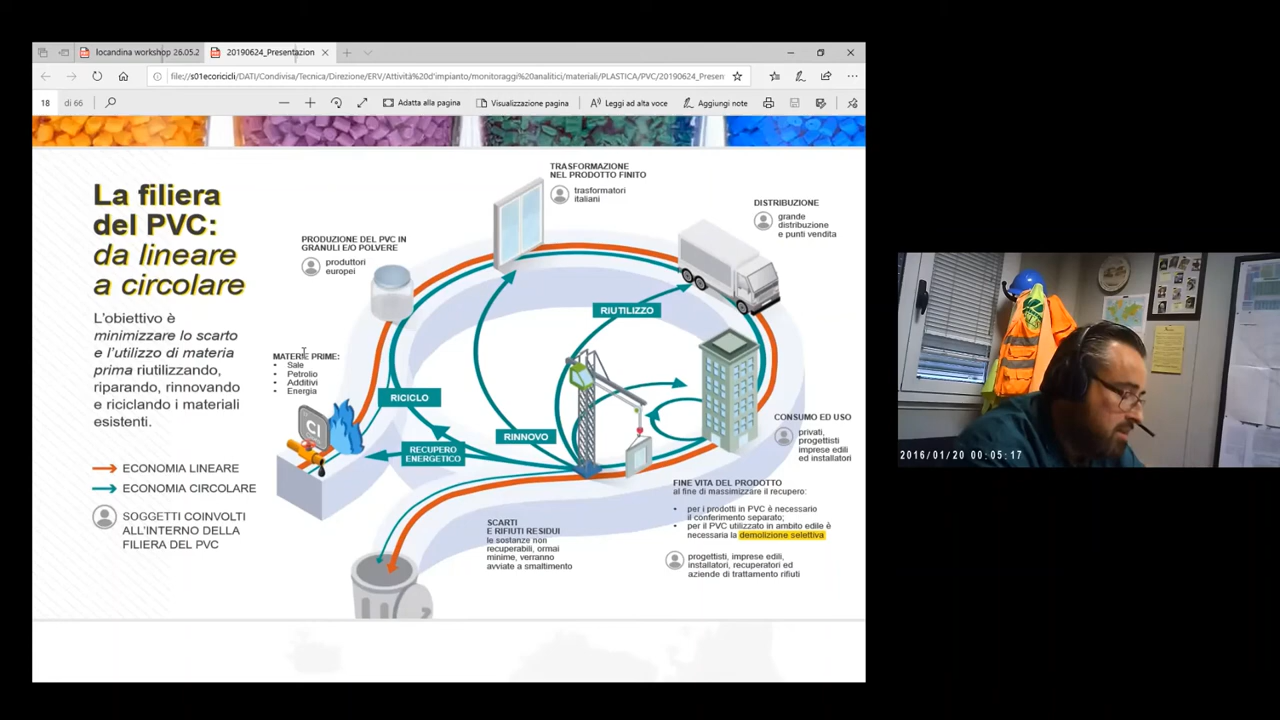 locandina workshop 26.05.2
20190624_Presentazion
file://s01ecoricicli/DATI/Condivisa/Tecnica/Direzione/ERV/Attività%20d'impianto/monitoraggi%20analitici/materiali/PLASTICA/PVC/20190624_Presen
18
di 66
Adatta alla pagina
Visualizzazione pagina
Leggi ad alta voce
Aggiungi note
La filiera
del PVC:
da lineare
a circolare
L'obiettivo è
minimizzare lo scarto
e l'utilizzo di materia
prima riutilizzando,
riparando, rinnovando
e riciclando i materiali
esistenti.
ECONOMIA LINEARE
ECONOMIA CIRCOLARE
SOGGETTI COINVOLTI
ALL'INTERNO DELLA
FILIERA DEL PVC
MATERIE PRIME:
• Sale
• Petrolio
• Additivi
• Energia
Cl
PRODUZIONE DEL PVC IN
GRANULI E/O POLVERE
produttori
europei
TRASFORMAZIONE
NEL PRODOTTO FINITO
trasformatori
italiani
DISTRIBUZIONE
grande
distribuzione
e punti vendita
RIUTILIZZO
RICICLO
RINNOVO
RECUPERO
ENERGETICO
CONSUMO ED USO
privati,
progettisti
imprese edili
ed installatori
FINE VITA DEL PRODOTTO
al fine di massimizzare il recupero:
• per i prodotti in PVC è necessario
il conferimento separato;
• per il PVC utilizzato in ambito edile è
necessaria la demolizione selettiva
progettisti, imprese edili,
installatori, recuperatori ed
aziende di trattamento rifiuti
SCARTI
E RIFIUTI RESIDUI
le sostanze non
recuperabili, ormai
minime, verranno
avviate a smaltimento
2016/01/20 00:05:17